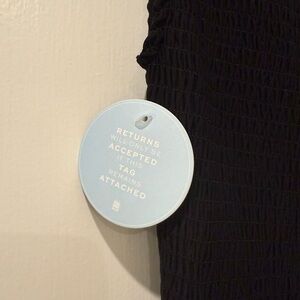 RETURNS
WILL ONLY BE
ACCEPTED
IF THIS
TAG
REMAINS
ATTACHED